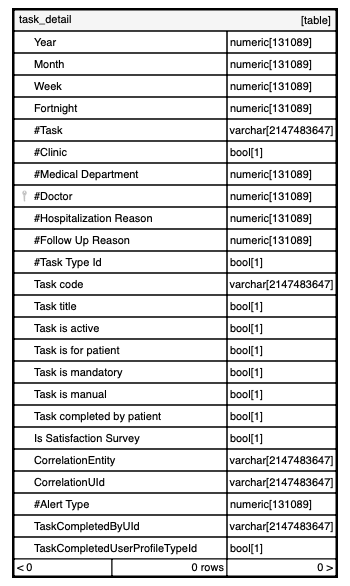 task_detail [table]
Year numeric[131089]
Month numeric[131089]
Week numeric[131089]
Fortnight numeric[131089]
#Task varchar[2147483647]
#Clinic bool[1]
#Medical Department numeric[131089]
#Doctor numeric[131089]
#Hospitalization Reason numeric[131089]
#Follow Up Reason numeric[131089]
#Task Type Id bool[1]
Task code varchar[2147483647]
Task title bool[1]
Task is active bool[1]
Task is for patient bool[1]
Task is mandatory bool[1]
Task is manual bool[1]
Task completed by patient bool[1]
Is Satisfaction Survey bool[1]
CorrelationEntity varchar[2147483647]
CorrelationUId varchar[2147483647]
#Alert Type numeric[131089]
TaskCompletedByUId varchar[2147483647]
TaskCompletedUserProfileTypeId bool[1]
< 0 0 rows 0 >